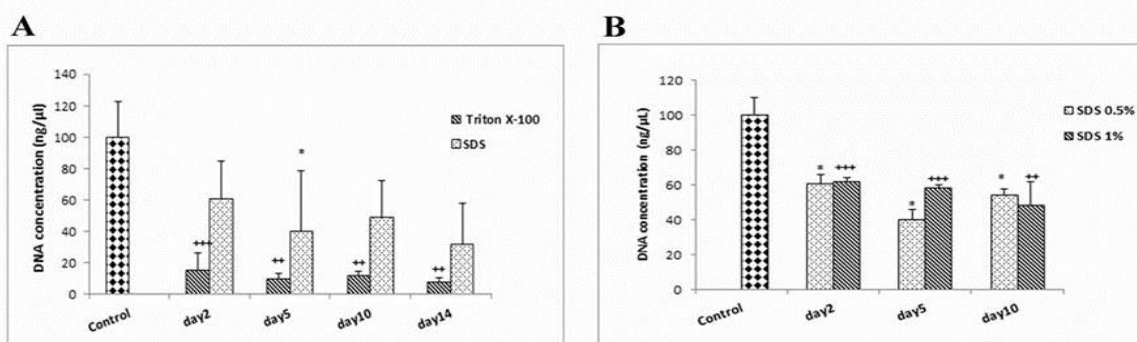 A
DNA concentration (ng/µl)
140
120
100
80
60
40
20
0
*
+++
++
++
++
Triton X-100
SDS
Control
day2
day5
day10
day14
B
DNA concentration (ng/µL)
120
100
80
60
40
20
0
*
+++
*
+++
*
++
SDS 0.5%
SDS 1%
Control
day2
day5
day10